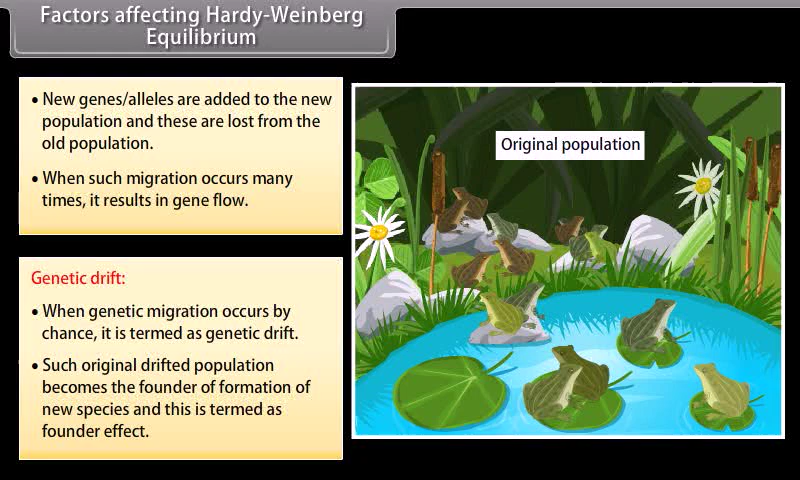 Factors affecting Hardy-Weinberg
Equilibrium
• New genes/alleles are added to the new
population and these are lost from the
old population.
• When such migration occurs many
times, it results in gene flow.
Genetic drift:
• When genetic migration occurs by
chance, it is termed as genetic drift.
• Such original drifted population
becomes the founder of formation of
new species and this is termed as
founder effect.
Original population